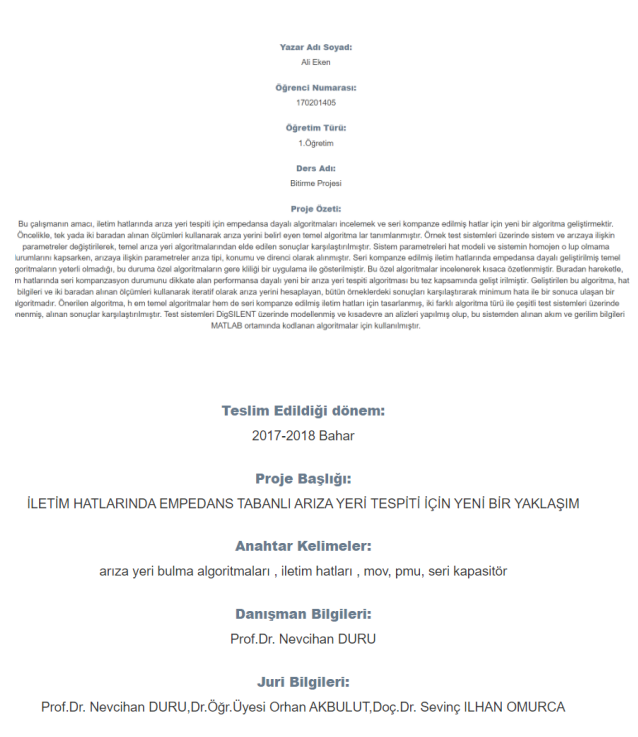 Yazar Adı Soyad:
Ali Eken
Öğrenci Numarası:
170201405
Öğretim Türü:
1.Öğretim
Ders Adı:
Bitirme Projesi
Proje Özeti:
Bu çalışmanın amacı, iletim hatlarında arıza yeri tespiti için empedansa dayalı algoritmaları incelemek ve seri kompanze edilmiş hatlar için yeni bir algoritma geliştirmektir.
Öncelikle, tek yada iki baradan alınan ölçümleri kullanarak arıza yerini belirl eyen temel algoritma lar tanımlanmıştır. Örnek test sistemleri üzerinde sistem ve arızaya ilişkin
parametreler değiştirilerek, temel arıza yeri algoritmalarından elde edilen sonuçlar karşılaştırılmıştır. Sistem parametreleri hat modeli ve sistemin homojen o lup olmama
urumlarını kapsarken, arızaya ilişkin parametreler arıza tipi, konumu ve direnci olarak alınmıştır. Seri kompanze edilmiş iletim hatlarında empedansa dayalı geliştirilmiş temel
goritmaların yeterli olmadığı, bu duruma özel algoritmaların gere kliliği bir uygulama ile gösterilmiştir. Bu özel algoritmalar incelenerek kısaca özetlenmiştir. Buradan hareketle,
m hatlarında seri kompanzasyon durumunu dikkate alan performansa dayalı yeni bir arıza yeri tespiti algoritması bu tez kapsamında gelişt irilmiştir. Geliştirilen bu algoritma, hat
bilgileri ve iki baradan alınan ölçümleri kullanarak iteratif olarak arıza yerini hesaplayan, bütün örneklerdeki sonuçları karşılaştırarak minimum hata ile bir sonuca ulaşan bir
lgoritmadır. Önerilen algoritma, h em temel algoritmalar hem de seri kompanze edilmiş iletim hatları için tasarlanmış, iki farklı algoritma türü ile çeşitli test sistemleri üzerinde
nenmiş, alınan sonuçlar karşılaştırılmıştır. Test sistemleri DigSILENT üzerinde modellenmiş ve kısadevre an alizleri yapılmış olup, bu sistemden alınan akım ve gerilim bilgileri
MATLAB ortamında kodlanan algoritmalar için kullanılmıştır.
Teslim Edildiği dönem:
2017-2018 Bahar
Proje Başlığı:
İLETİM HATLARINDA EMPEDANS TABANLI ARIZA YERİ TESPİTİ İÇİN YENİ BİR YAKLAŞIM
Anahtar Kelimeler:
arıza yeri bulma algoritmaları , iletim hatları , mov, pmu, seri kapasitör
Danışman Bilgileri:
Prof.Dr. Nevcihan DURU
Juri Bilgileri:
Prof.Dr. Nevcihan DURU,Dr.Öğr.Üyesi Orhan AKBULUT,Doç.Dr. Sevinç ILHAN OMURCA